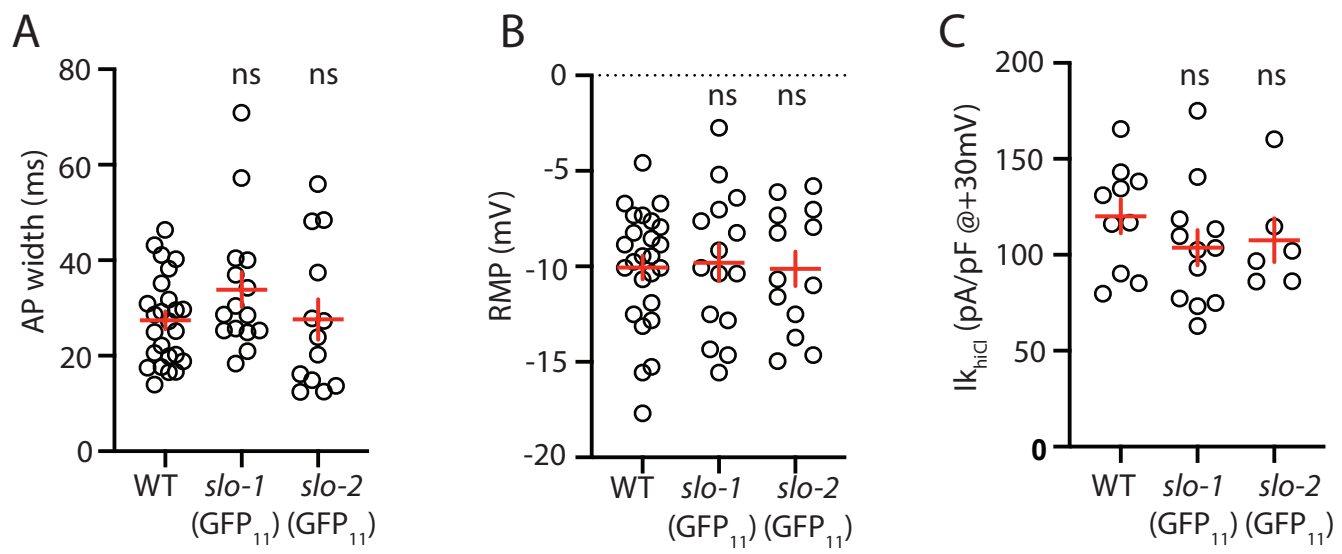 A
AP width (ms)
80
60
40
20
0
ns
ns
WT
slo-1
(GFP₁₁)
slo-2
(GFP₁₁)
B
RMP (mV)
0
-5
-10
-15
-20
ns
ns
WT
slo-1
(GFP₁₁)
slo-2
(GFP₁₁)
C
Ik_hiCl (pA/pF @+30mV)
200
150
100
50
0
ns
ns
WT
slo-1
(GFP₁₁)
slo-2
(GFP₁₁)